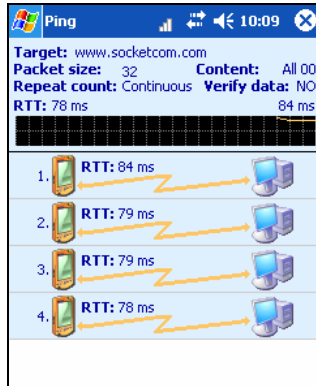 Ping 10:09
Target: www.socketcom.com
Packet size: 32 Content: All 00
Repeat count: Continuous Verify data: NO
RTT: 78 ms 84 ms
1. RTT: 84 ms
2. RTT: 79 ms
3. RTT: 79 ms
4. RTT: 78 ms